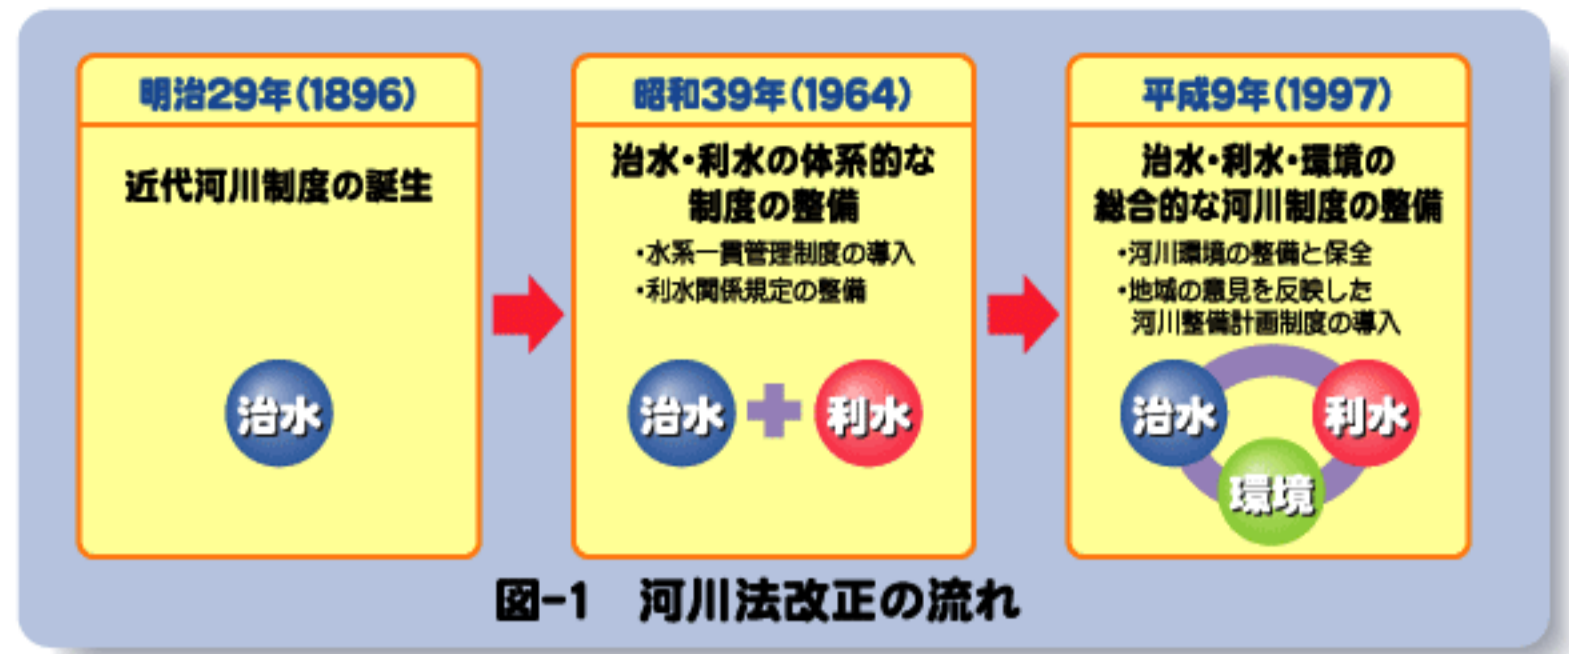 明治29年(1896)
近代河川制度の誕生
治水
昭和39年(1964)
治水・利水の体系的な
制度の整備
・水系一貫管理制度の導入
・利水関係規定の整備
治水
利水
平成9年(1997)
治水・利水・環境の
総合的な河川制度の整備
・河川環境の整備と保全
・地域の意見を反映した
河川整備計画制度の導入
治水
利水
環境
図-1 河川法改正の流れ